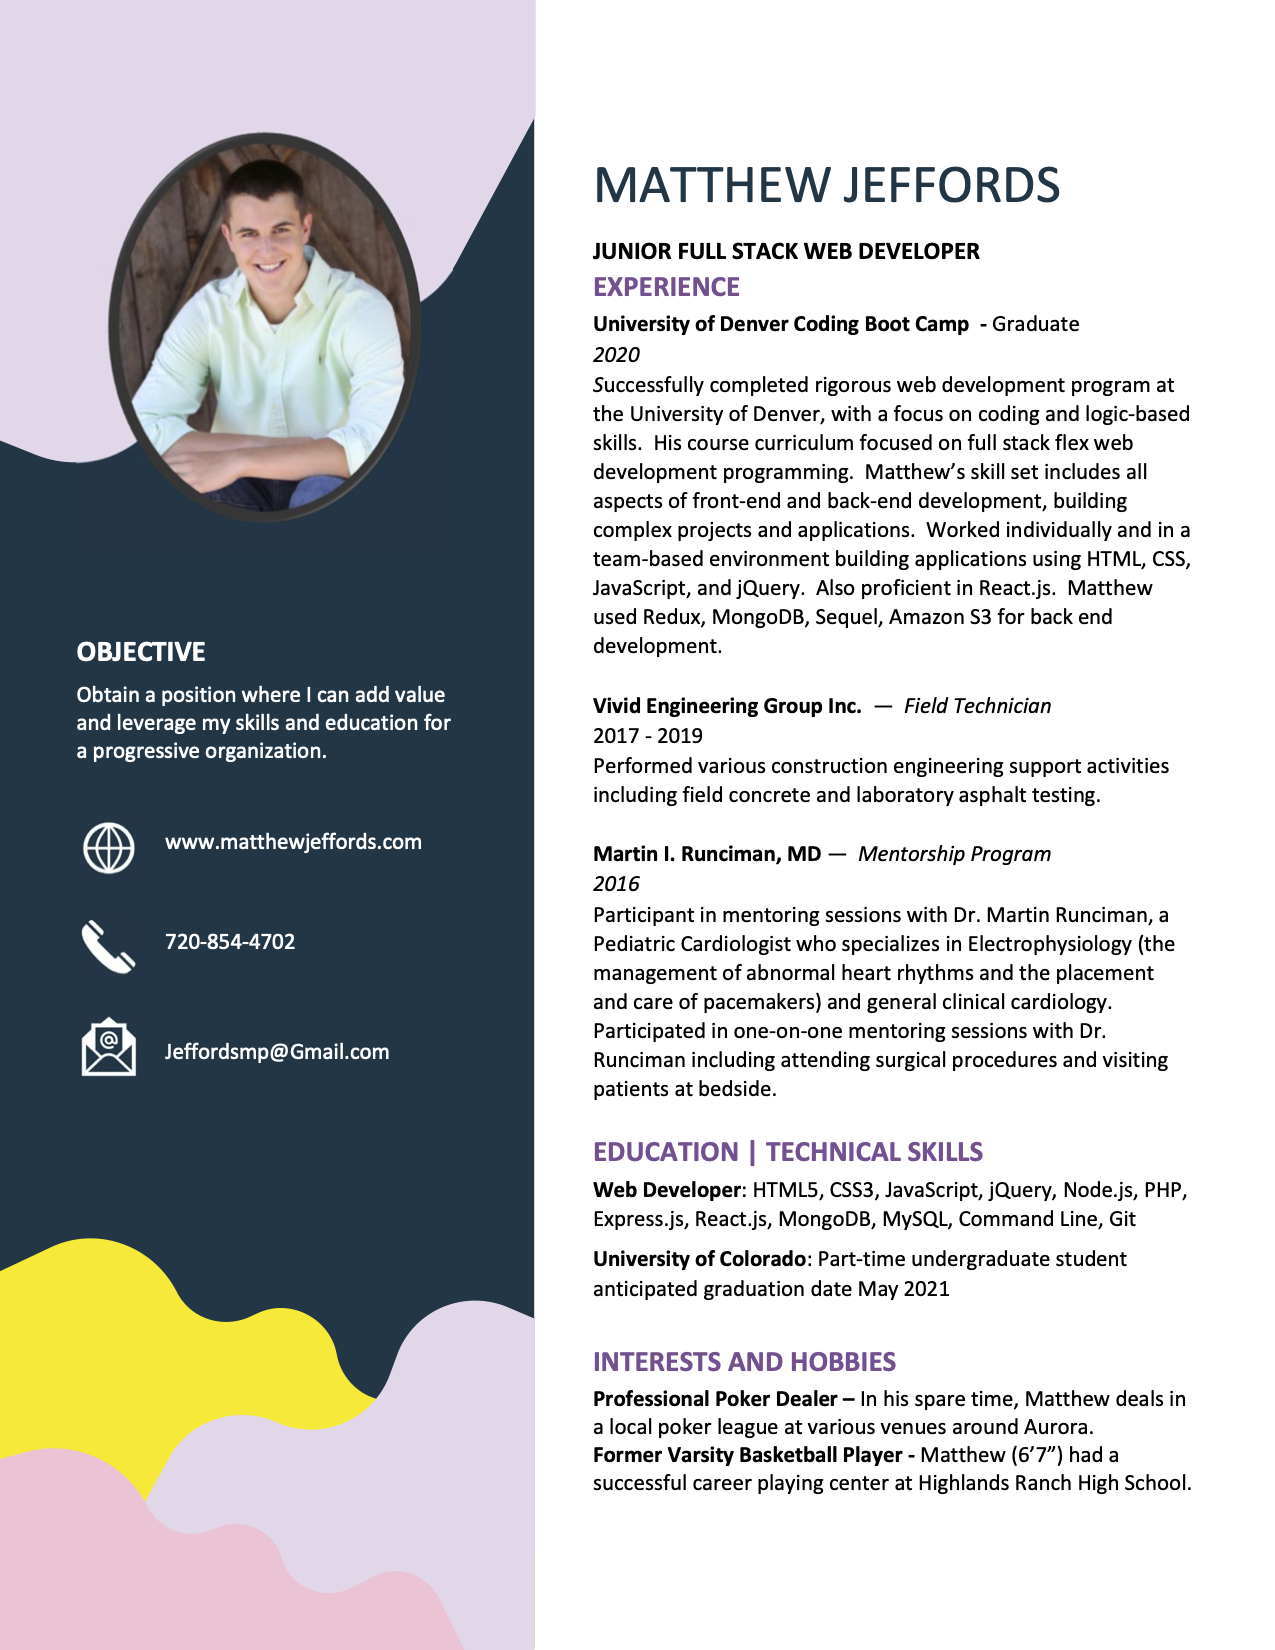 MATTHEW JEFFORDS
JUNIOR FULL STACK WEB DEVELOPER
EXPERIENCE
University of Denver Coding Boot Camp  - Graduate
2020
Successfully completed rigorous web development program at
the University of Denver, with a focus on coding and logic-based
skills.  His course curriculum focused on full stack flex web
development programming.  Matthew’s skill set includes all
aspects of front-end and back-end development, building
complex projects and applications.  Worked individually and in a
team-based environment building applications using HTML, CSS,
JavaScript, and jQuery.  Also proficient in React.js.  Matthew
used Redux, MongoDB, Sequel, Amazon S3 for back end
development.
Vivid Engineering Group Inc.  —  Field Technician
2017 - 2019
Performed various construction engineering support activities
including field concrete and laboratory asphalt testing.
Martin I. Runciman, MD —  Mentorship Program
2016
Participant in mentoring sessions with Dr. Martin Runciman, a
Pediatric Cardiologist who specializes in Electrophysiology (the
management of abnormal heart rhythms and the placement
and care of pacemakers) and general clinical cardiology.
Participated in one-on-one mentoring sessions with Dr.
Runciman including attending surgical procedures and visiting
patients at bedside.
EDUCATION | TECHNICAL SKILLS
Web Developer: HTML5, CSS3, JavaScript, jQuery, Node.js, PHP,
Express.js, React.js, MongoDB, MySQL, Command Line, Git
University of Colorado: Part-time undergraduate student
anticipated graduation date May 2021
INTERESTS AND HOBBIES
Professional Poker Dealer – In his spare time, Matthew deals in
a local poker league at various venues around Aurora.
Former Varsity Basketball Player - Matthew (6’7”) had a
successful career playing center at Highlands Ranch High School.
OBJECTIVE
Obtain a position where I can add value
and leverage my skills and education for
a progressive organization.
www.matthewjeffords.com
720-854-4702
Jeffordsmp@Gmail.com